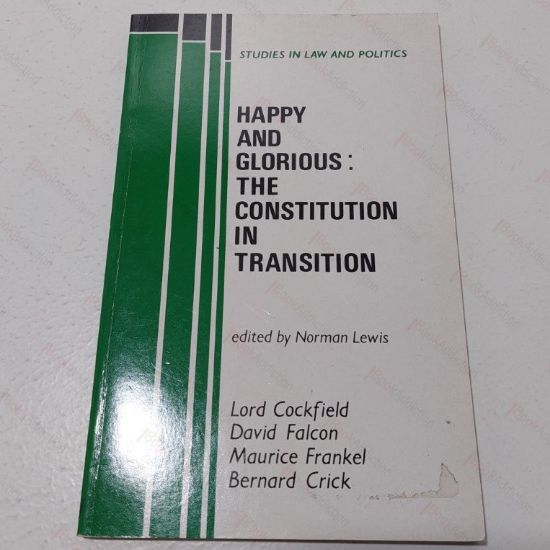 STUDIES IN LAW AND POLITICS
HAPPY
AND
GLORIOUS:
THE
CONSTITUTION
IN
TRANSITION
edited by Norman Lewis
Lord Cockfield
David Falcon
Maurice Frankel
Bernard Crick